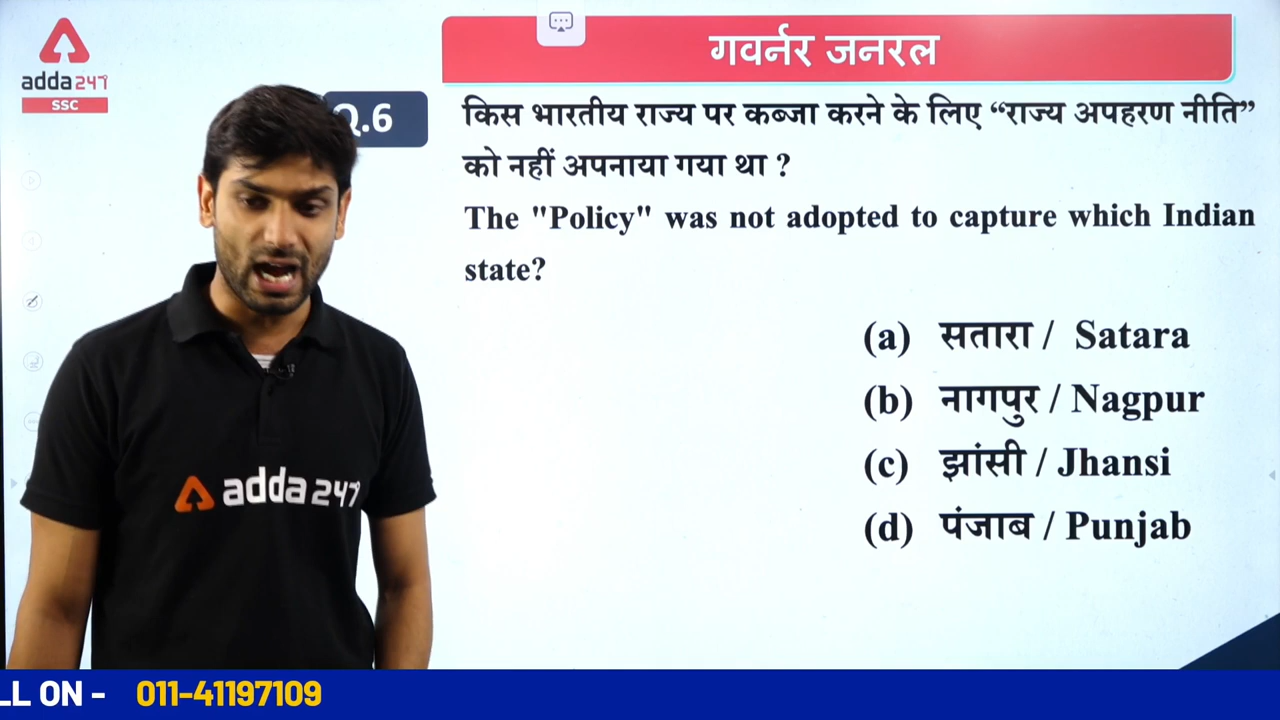 adda247
SSC
गवर्नर जनरल
Q.6
किस भारतीय राज्य पर कब्जा करने के लिए “राज्य अपहरण नीति”
को नहीं अपनाया गया था ?
The "Policy" was not adopted to capture which Indian
state?
(a) सतारा / Satara
(b) नागपुर / Nagpur
(c) झांसी / Jhansi
(d) पंजाब / Punjab
adda247
LL ON - 011-41197109